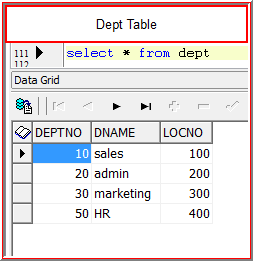 Dept Table
111 select * from dept
112
Data Grid
DEPTNO DNAME LOCNO
10 sales 100
20 admin 200
30 marketing 300
50 HR 400